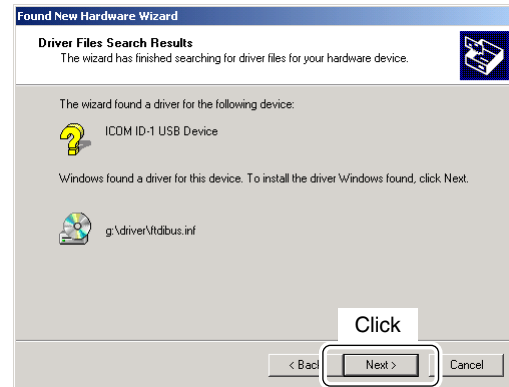 Found New Hardware Wizard
Driver Files Search Results
The wizard has finished searching for driver files for your hardware device.
The wizard found a driver for the following device:
ICOM ID-1 USB Device
Windows found a driver for this device. To install the driver Windows found, click Next.
g:\driver\ftdibus.inf
Click
< Back Next > Cancel